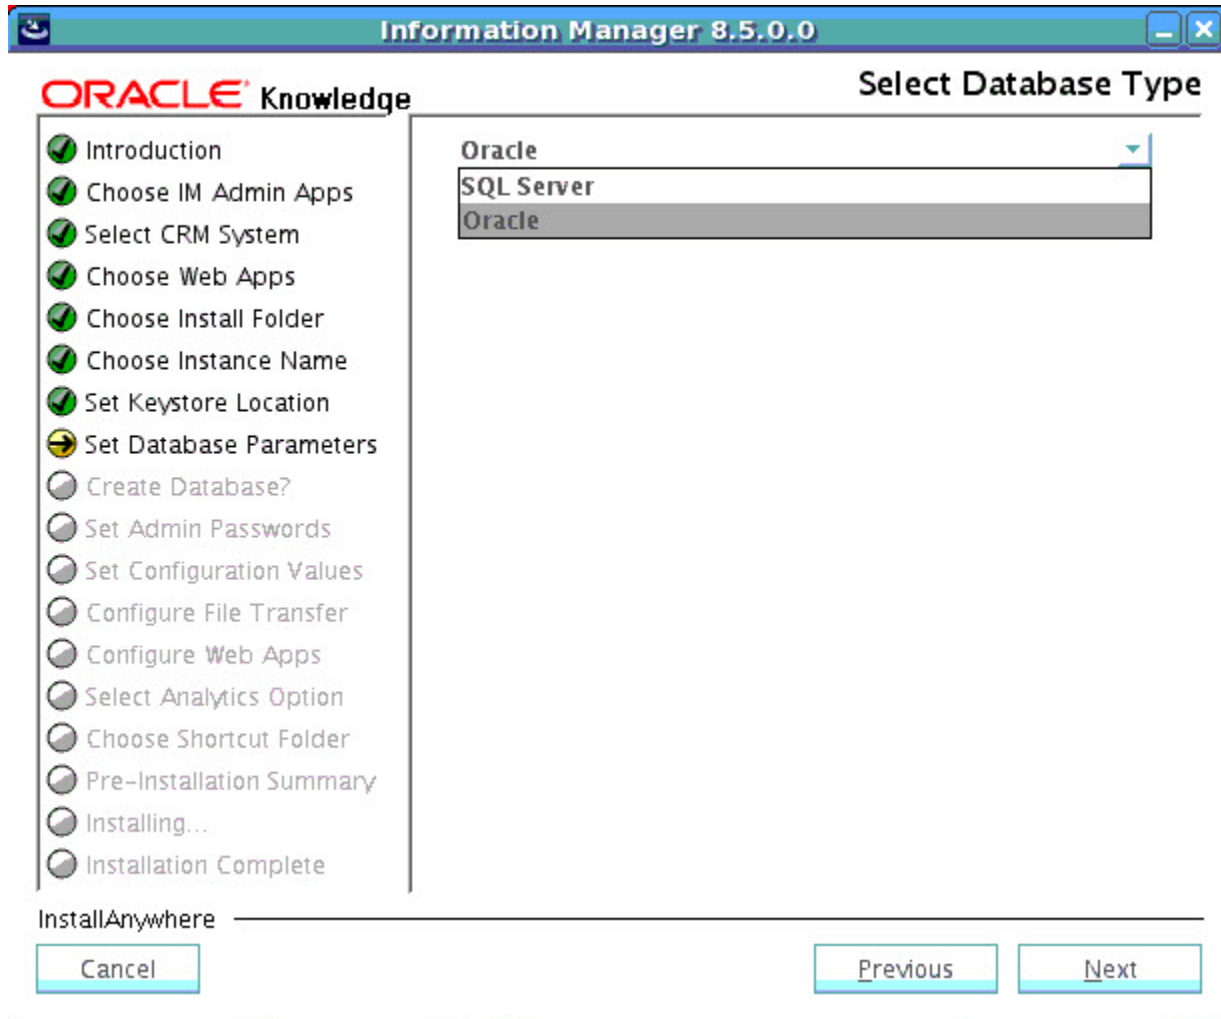 Information Manager 8.5.0.0
ORACLE Knowledge
Select Database Type
Introduction
Choose IM Admin Apps
Select CRM System
Choose Web Apps
Choose Install Folder
Choose Instance Name
Set Keystore Location
Set Database Parameters
Create Database?
Set Admin Passwords
Set Configuration Values
Configure File Transfer
Configure Web Apps
Select Analytics Option
Choose Shortcut Folder
Pre-Installation Summary
Installing...
Installation Complete
Oracle
SQL Server
Oracle
InstallAnywhere
Cancel
Previous
Next